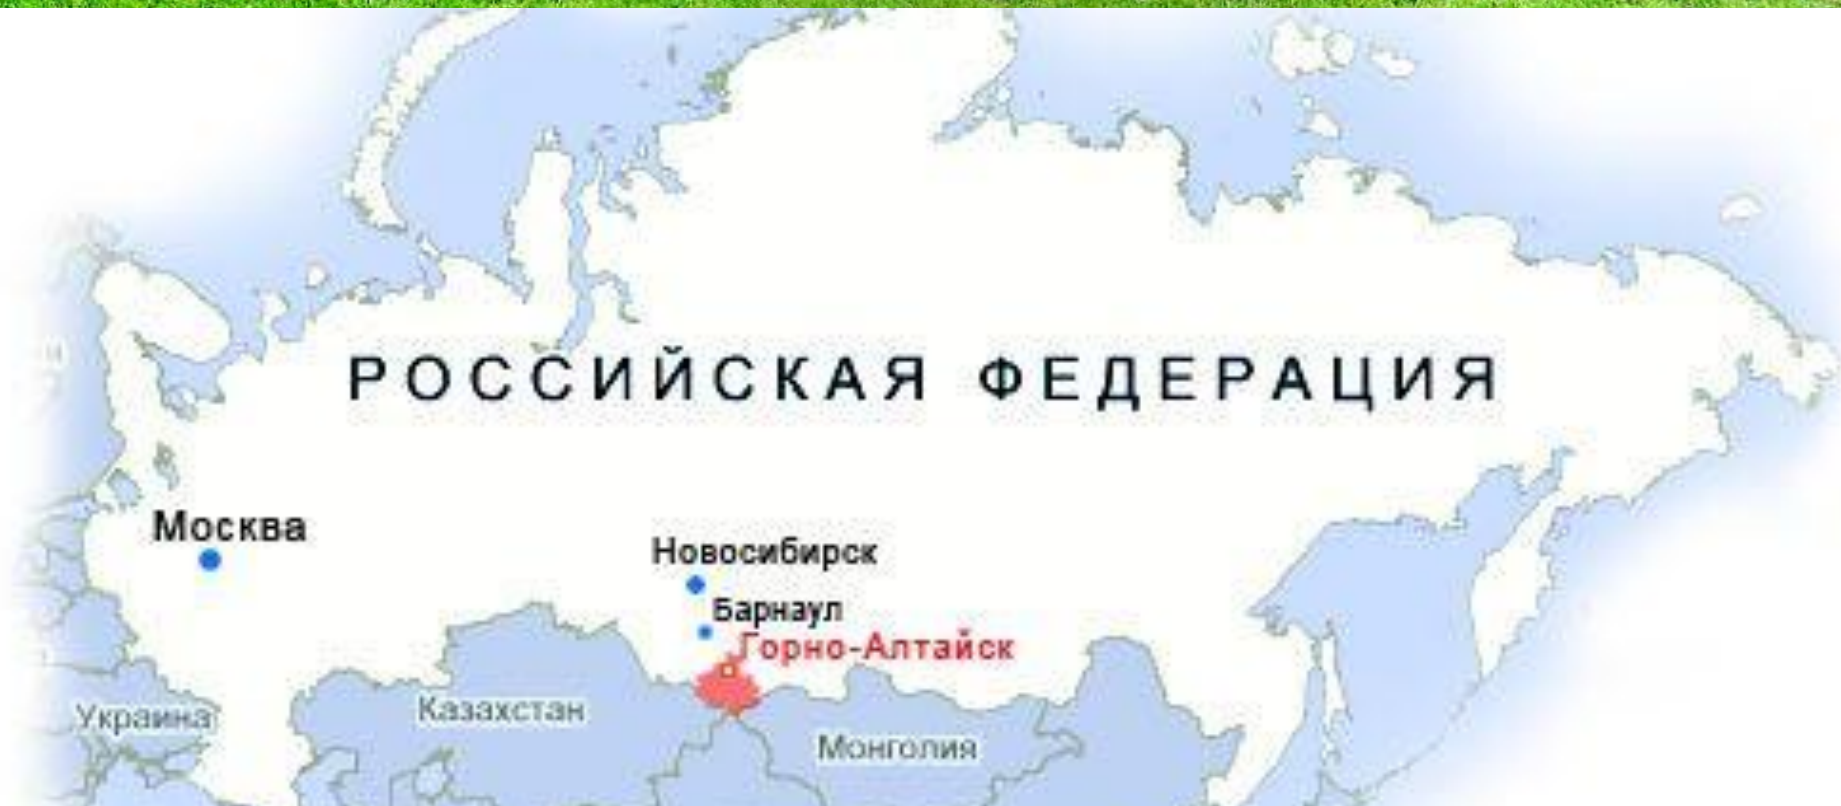 РОССИЙСКАЯ ФЕДЕРАЦИЯ
Москва
Новосибирск
Барнаул
Горно-Алтайск
Украина
Казахстан
Монголия